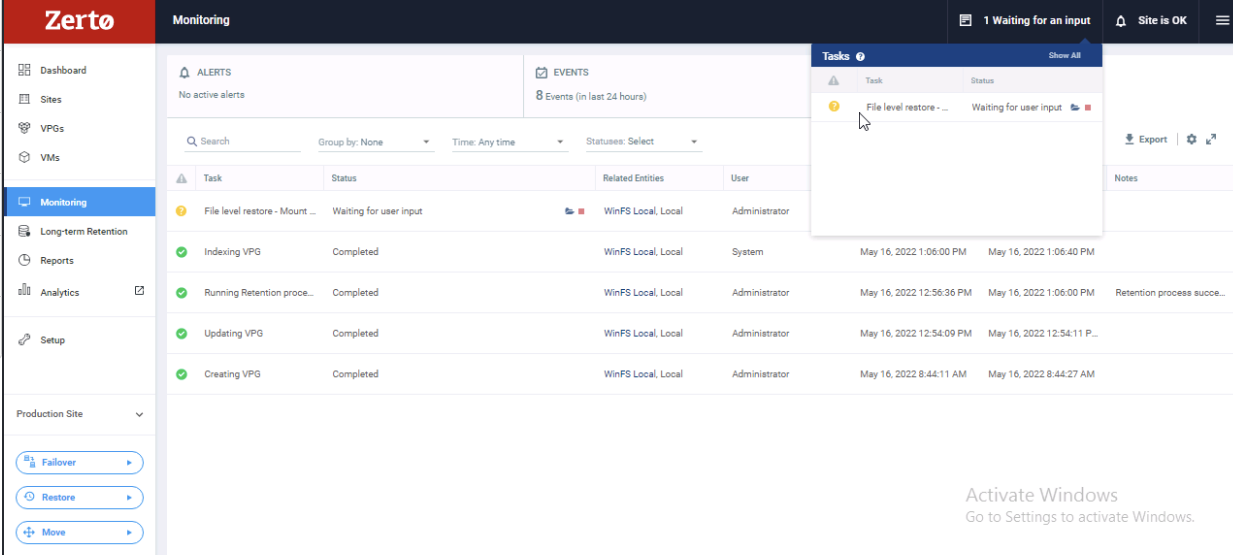 Zerto
Monitoring
1 Waiting for an input
Site is OK
Dashboard
Sites
VPGs
VMs
Monitoring
Long-term Retention
Reports
Analytics
Setup
Production Site
Failover
Restore
Move
ALERTS
No active alerts
EVENTS
8 Events (in last 24 hours)
Tasks ?
Show All
Task Status
File level restore - ... Waiting for user input
Search
Group by: None
Time: Any time
Statuses: Select
Export
Task Status Related Entities User Notes
File level restore - Mount ... Waiting for user input WinFS Local, Local Administrator
Indexing VPG Completed WinFS Local, Local System May 16, 2022 1:06:00 PM May 16, 2022 1:06:40 PM
Running Retention proce... Completed WinFS Local, Local Administrator May 16, 2022 12:56:36 PM May 16, 2022 1:06:00 PM Retention process succe...
Updating VPG Completed WinFS Local, Local Administrator May 16, 2022 12:54:09 PM May 16, 2022 12:54:11 P...
Creating VPG Completed WinFS Local, Local Administrator May 16, 2022 8:44:11 AM May 16, 2022 8:44:27 AM
Activate Windows
Go to Settings to activate Windows.